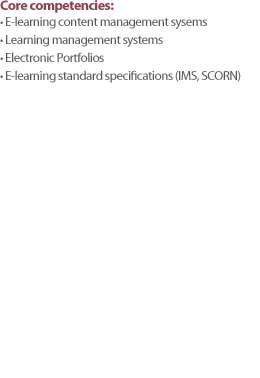 Core competencies:
• E-learning content management sysems
• Learning management systems
• Electronic Portfolios
• E-learning standard specifications (IMS, SCORN)